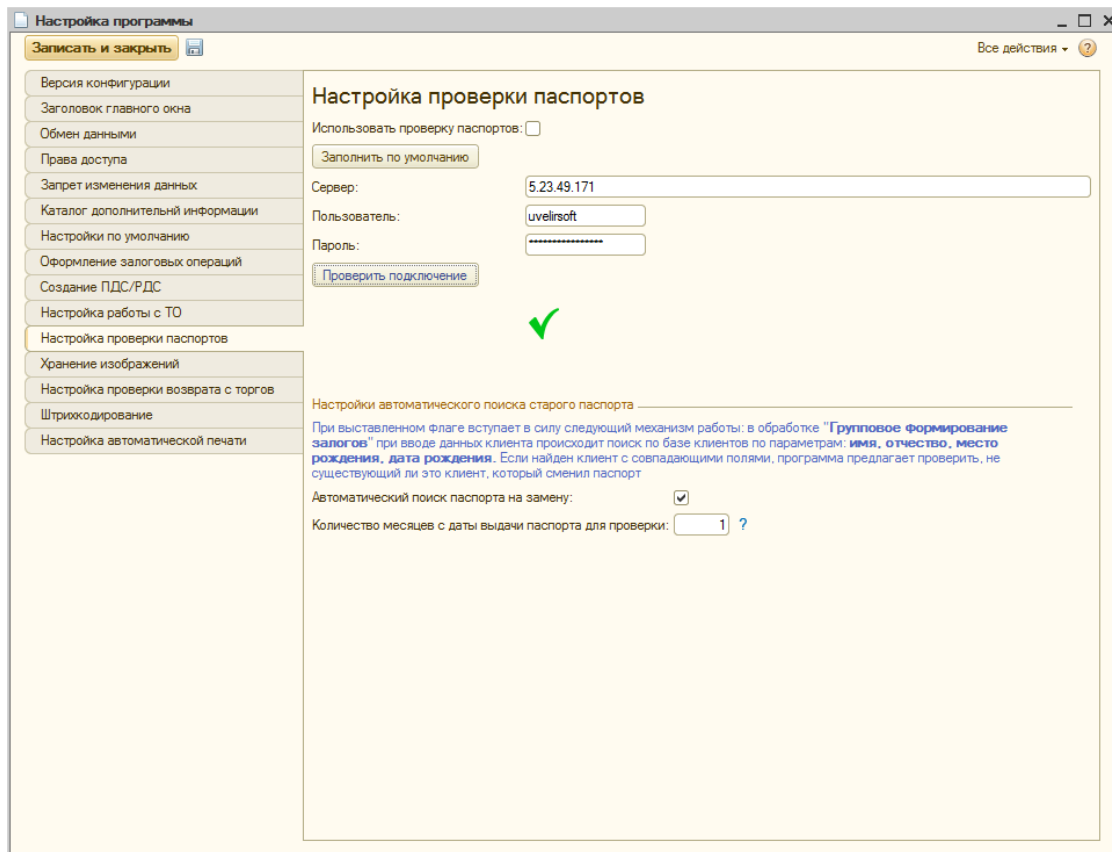 Настройка программы
Записать и закрыть
Все действия
?
Версия конфигурации
Заголовок главного окна
Обмен данными
Права доступа
Запрет изменения данных
Каталог дополнительнй информации
Настройки по умолчанию
Оформление залоговых операций
Создание ПДС/РДС
Настройка работы с ТО
Настройка проверки паспортов
Хранение изображений
Настройка проверки возврата с торгов
Штрихкодирование
Настройка автоматической печати
Настройка проверки паспортов
Использовать проверку паспортов:
Заполнить по умолчанию
Сервер: 5.23.49.171
Пользователь: uvelirsoft
Пароль: ****************
Проверить подключение
Настройки автоматического поиска старого паспорта
При выставленном флаге вступает в силу следующий механизм работы: в обработке "Групповое формирование
залогов" при вводе данных клиента происходит поиск по базе клиентов по параметрам: имя, отчество, место
рождения, дата рождения. Если найден клиент с совпадающими полями, программа предлагает проверить, не
существующий ли это клиент, который сменил паспорт
Автоматический поиск паспорта на замену:
Количество месяцев с даты выдачи паспорта для проверки: 1 ?